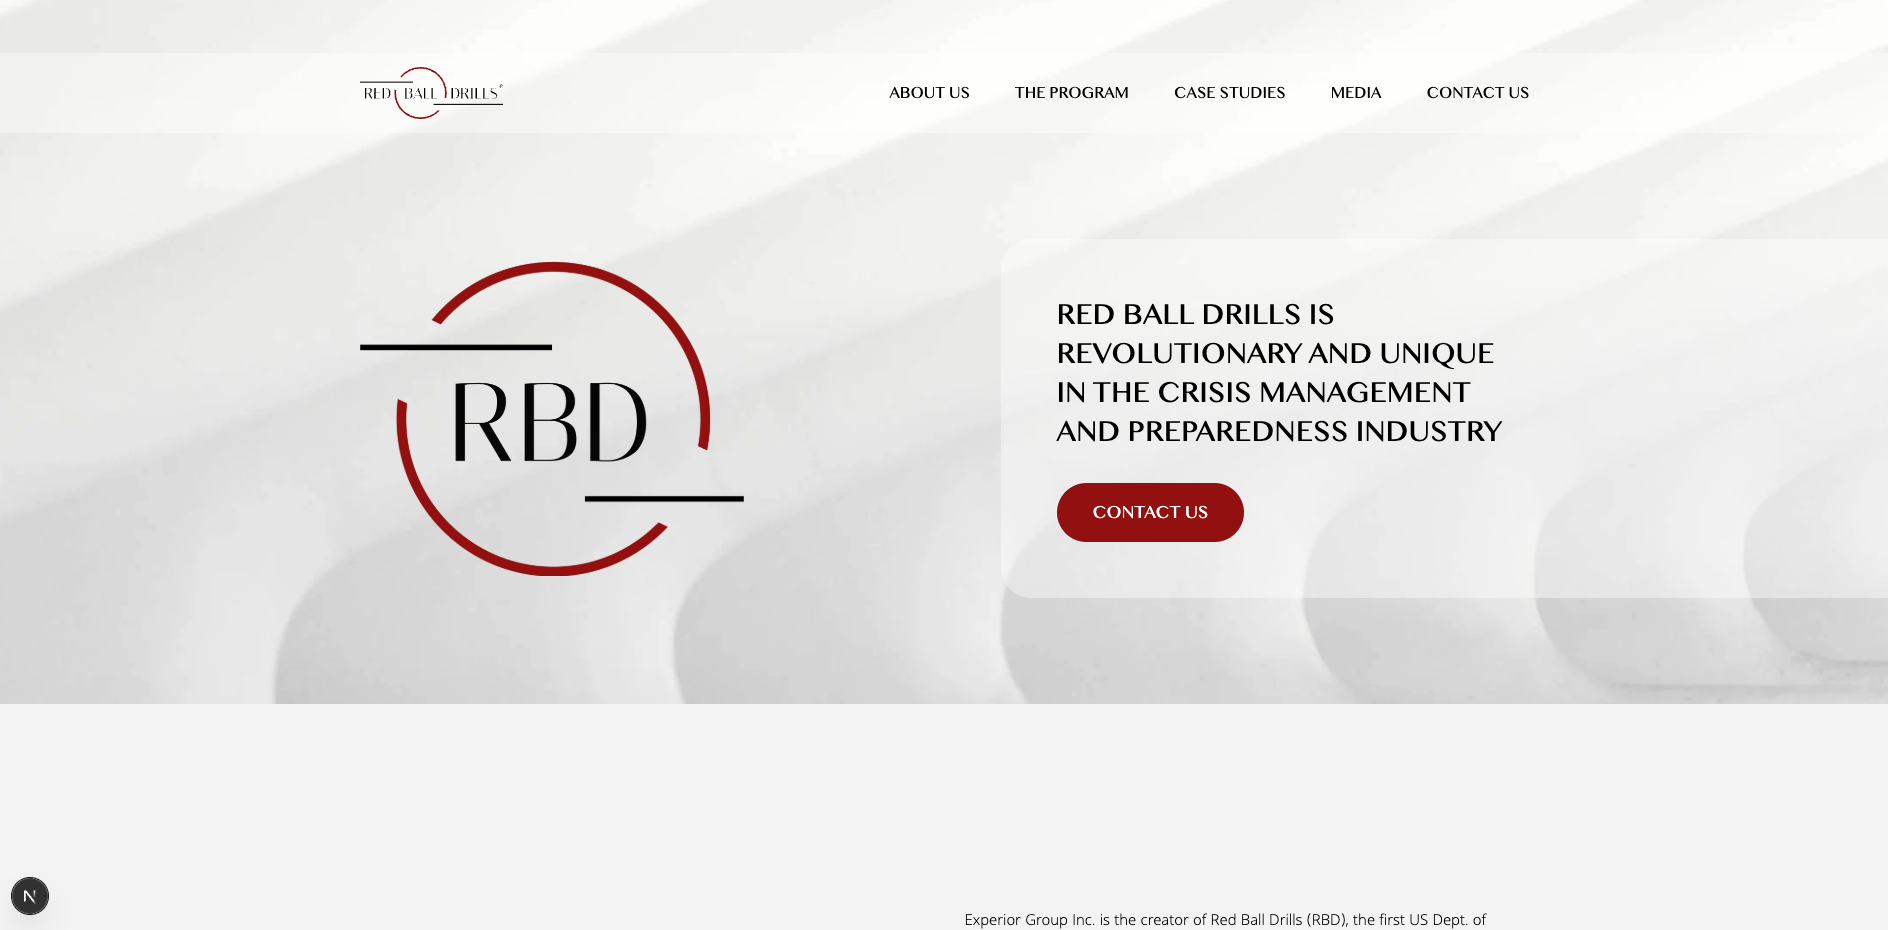 RED BALL DRILLS®
ABOUT US
THE PROGRAM
CASE STUDIES
MEDIA
CONTACT US
RBD
RED BALL DRILLS IS
REVOLUTIONARY AND UNIQUE
IN THE CRISIS MANAGEMENT
AND PREPAREDNESS INDUSTRY
CONTACT US
N
Experior Group Inc. is the creator of Red Ball Drills (RBD), the first US Dept. of